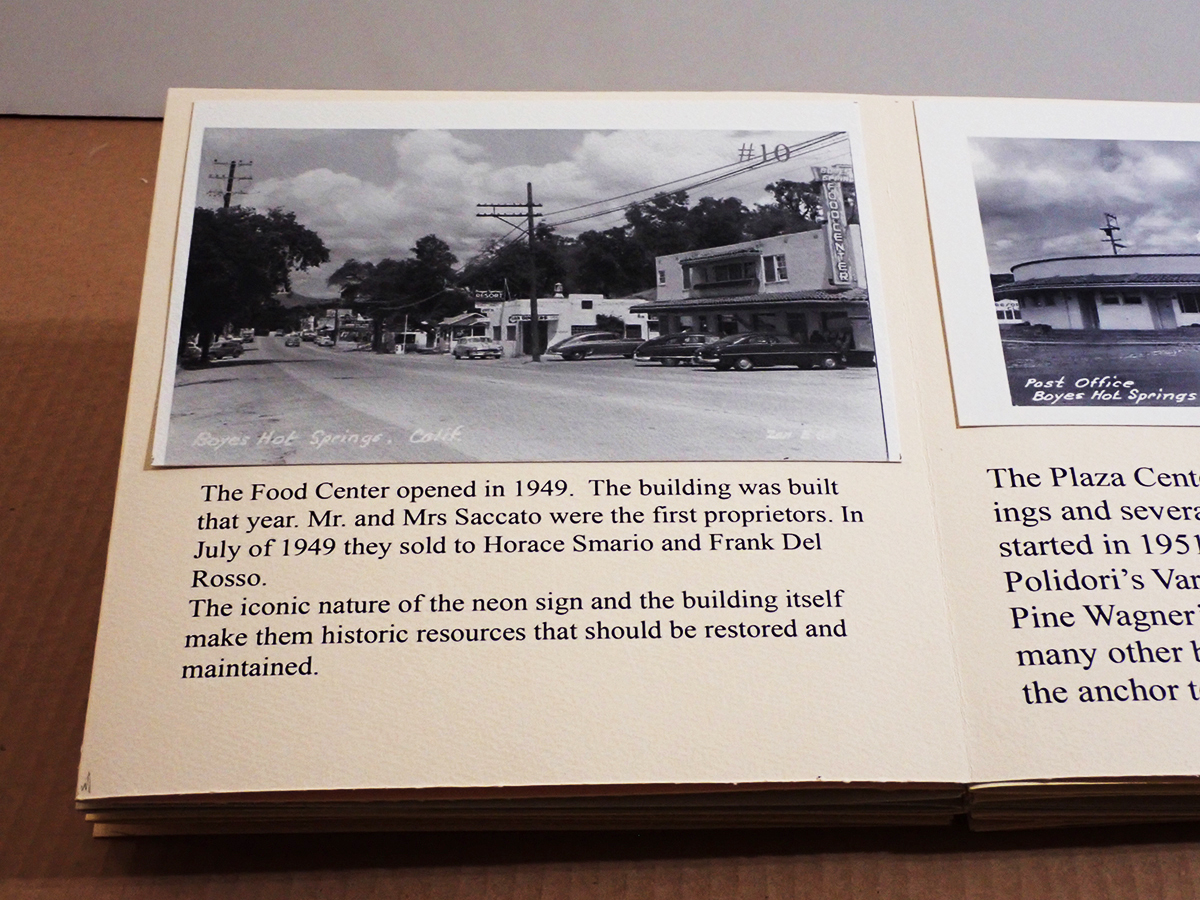 #10
FOOD CENTER
RESORT
Boyes Hot Springs, Calif.
The Food Center opened in 1949. The building was built
that year. Mr. and Mrs Saccato were the first proprietors. In
July of 1949 they sold to Horace Smario and Frank Del
Rosso.
The iconic nature of the neon sign and the building itself
make them historic resources that should be restored and
maintained.
Post Office
Boyes Hot Springs
The Plaza
ings and
started in 1951
Polidori's
Pine Wagner'
many other
the anchor